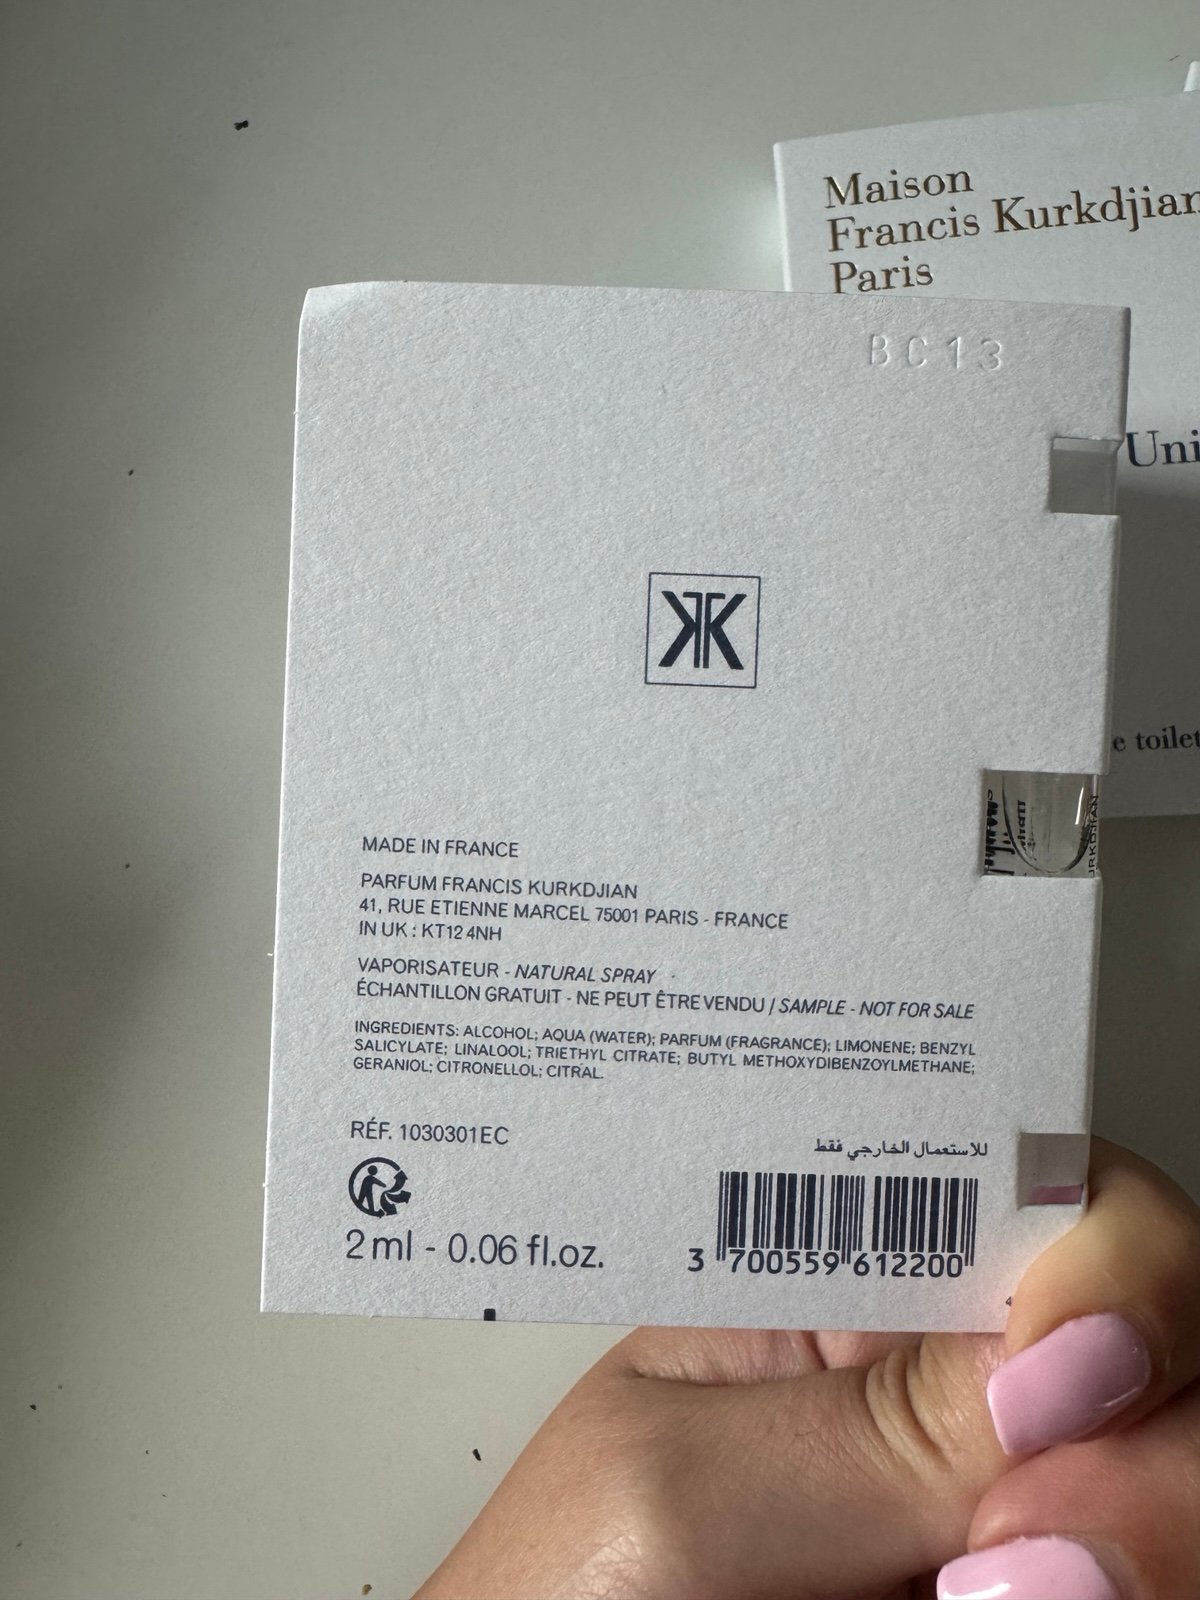 Maison
Francis Kurkdjian
Paris
BC13
MADE IN FRANCE
PARFUM FRANCIS KURKDJIAN
41, RUE ETIENNE MARCEL 75001 PARIS - FRANCE
IN UK : KT12 4NH
VAPORISATEUR - NATURAL SPRAY
ÉCHANTILLON GRATUIT - NE PEUT ÊTRE VENDU / SAMPLE - NOT FOR SALE
INGREDIENTS: ALCOHOL; AQUA (WATER); PARFUM (FRAGRANCE); LIMONENE; BENZYL
SALICYLATE; LINALOOL; TRIETHYL CITRATE; BUTYL METHOXYDIBENZOYLMETHANE;
GERANIOL; CITRONELLOL; CITRAL.
RÉF. 1030301EC
للاستعمال الخارجي فقط
2 ml - 0.06 fl.oz.
3 700559 612200